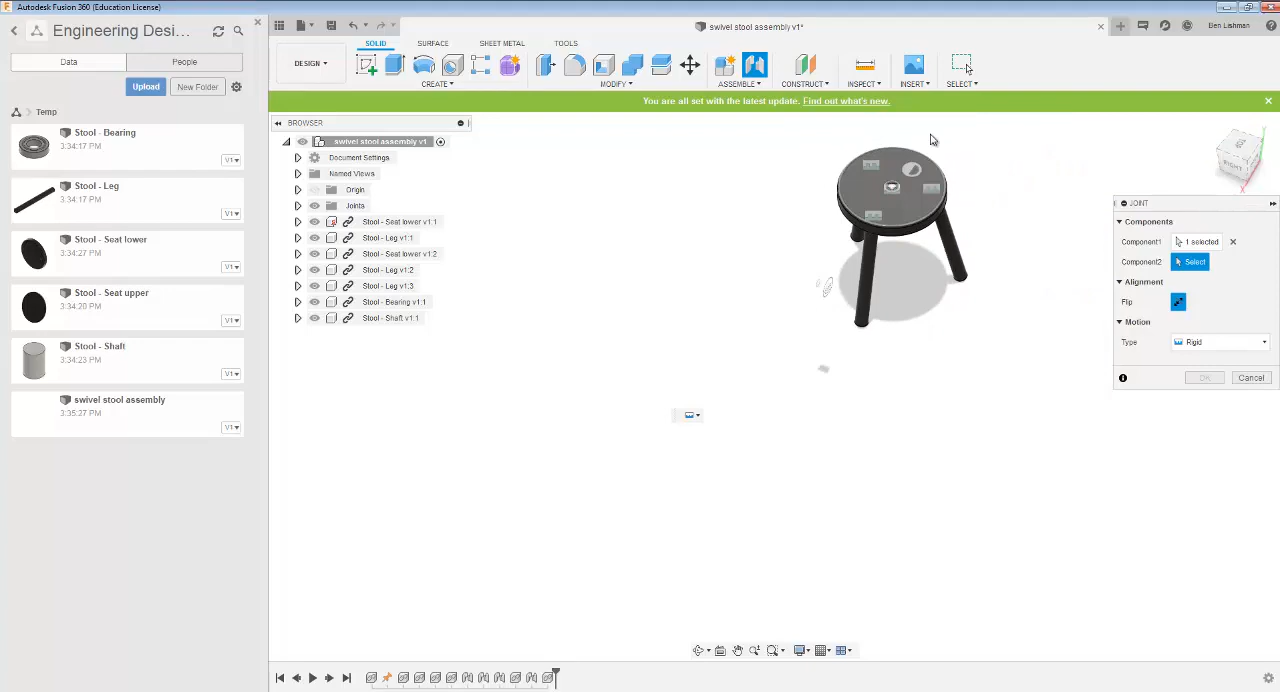 Autodesk Fusion 360 (Education License)
Engineering Desi...
Data
People
Upload
New Folder
Temp
Stool - Bearing
3:34:17 PM
V1
Stool - Leg
3:34:17 PM
V1
Stool - Seat lower
3:34:27 PM
V1
Stool - Seat upper
3:34:20 PM
V1
Stool - Shaft
3:34:23 PM
V1
swivel stool assembly
3:35:27 PM
V1
swivel stool assembly v1*
Ben Lishman
SOLID
SURFACE
SHEET METAL
TOOLS
DESIGN
CREATE
MODIFY
ASSEMBLE
CONSTRUCT
INSPECT
INSERT
SELECT
You are all set with the latest update. Find out what's new.
BROWSER
swivel stool assembly v1
Document Settings
Named Views
Origin
Joints
Stool - Seat lower v1:1
Stool - Leg v1:1
Stool - Seat lower v1:2
Stool - Leg v1:2
Stool - Leg v1:3
Stool - Bearing v1:1
Stool - Shaft v1:1
RIGHT
JOINT
Components
Component1
1 selected
Component2
Select
Alignment
Flip
Motion
Type
Rigid
OK
Cancel